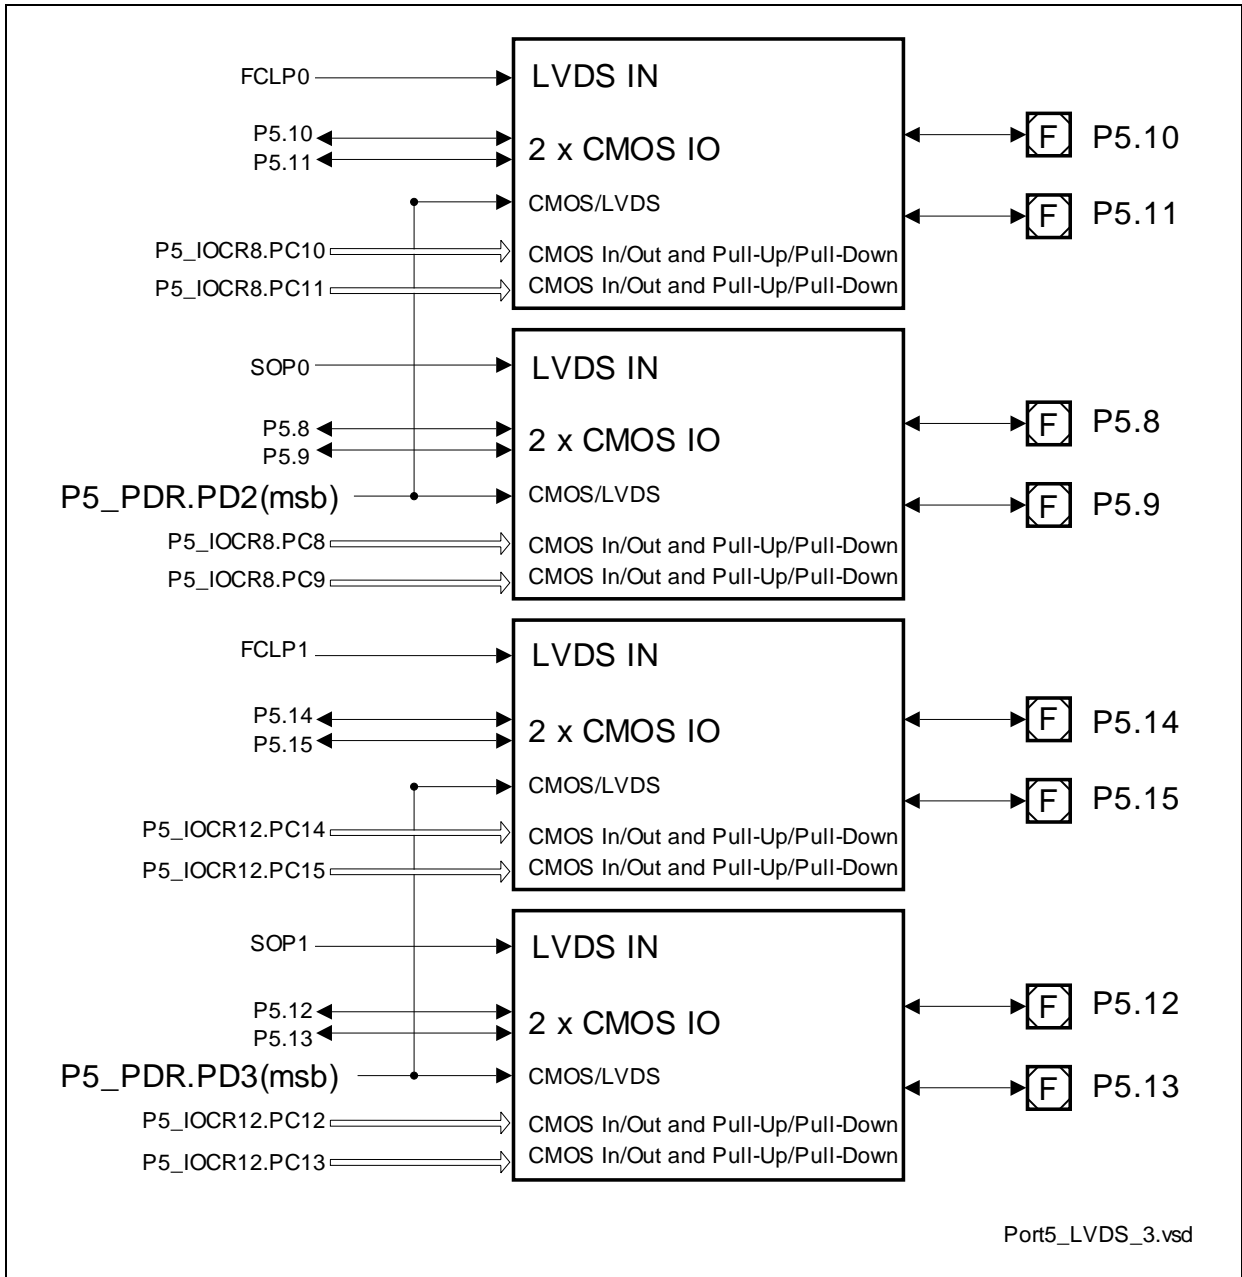 FCLP0
LVDS IN
P5.10
P5.11
2 x CMOS IO
F P5.10
CMOS/LVDS
F P5.11
P5_IOCR8.PC10
CMOS In/Out and Pull-Up/Pull-Down
P5_IOCR8.PC11
CMOS In/Out and Pull-Up/Pull-Down
SOP0
LVDS IN
P5.8
P5.9
2 x CMOS IO
F P5.8
P5_PDR.PD2(msb)
CMOS/LVDS
F P5.9
P5_IOCR8.PC8
CMOS In/Out and Pull-Up/Pull-Down
P5_IOCR8.PC9
CMOS In/Out and Pull-Up/Pull-Down
FCLP1
LVDS IN
P5.14
P5.15
2 x CMOS IO
F P5.14
CMOS/LVDS
F P5.15
P5_IOCR12.PC14
CMOS In/Out and Pull-Up/Pull-Down
P5_IOCR12.PC15
CMOS In/Out and Pull-Up/Pull-Down
SOP1
LVDS IN
P5.12
P5.13
2 x CMOS IO
F P5.12
P5_PDR.PD3(msb)
CMOS/LVDS
F P5.13
P5_IOCR12.PC12
CMOS In/Out and Pull-Up/Pull-Down
P5_IOCR12.PC13
CMOS In/Out and Pull-Up/Pull-Down
Port5_LVDS_3.vsd